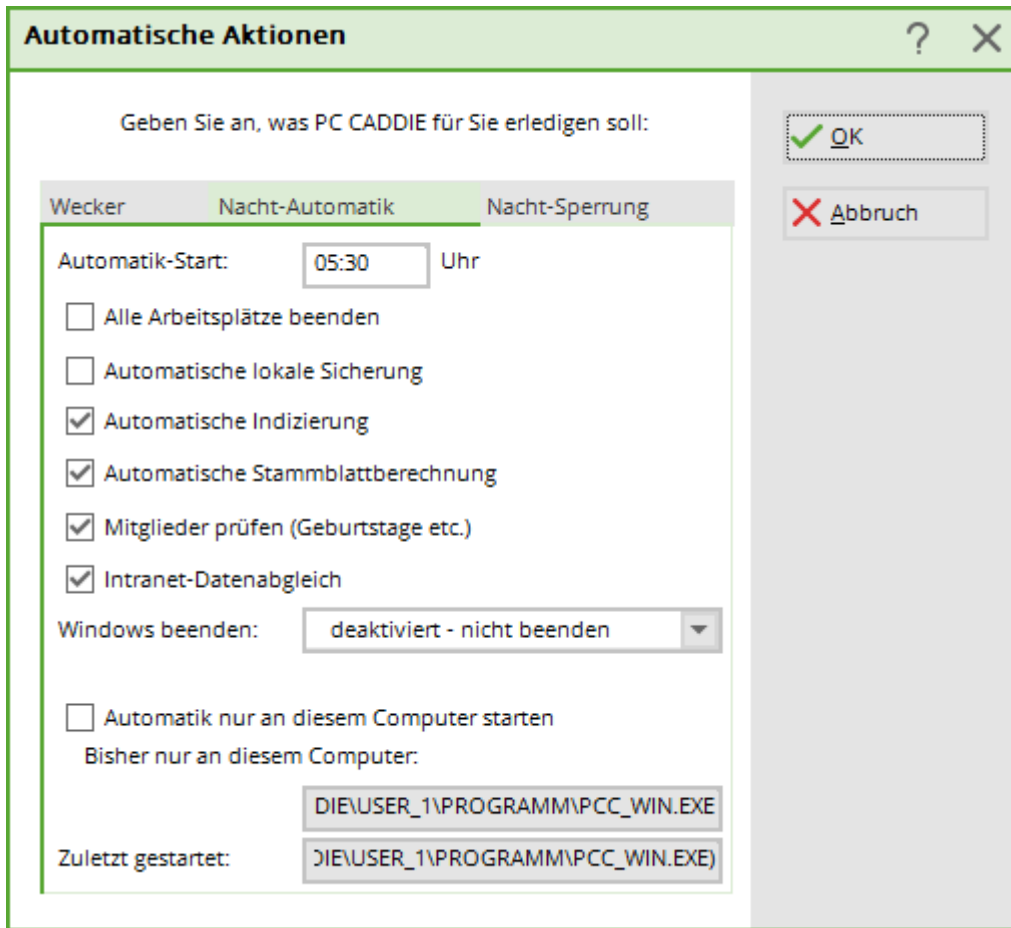 Automatische Aktionen
Geben Sie an, was PC CADDIE für Sie erledigen soll:
OK
Abbruch
Wecker Nacht-Automatik Nacht-Sperrung
Automatik-Start: 05:30 Uhr
Alle Arbeitsplätze beenden
Automatische lokale Sicherung
Automatische Indizierung
Automatische Stammblattberechnung
Mitglieder prüfen (Geburtstage etc.)
Intranet-Datenabgleich
Windows beenden: deaktiviert - nicht beenden
Automatik nur an diesem Computer starten
Bisher nur an diesem Computer:
DIE\USER_1\PROGRAMM\PCC_WIN.EXE
Zuletzt gestartet: DIE\USER_1\PROGRAMM\PCC_WIN.EXE)